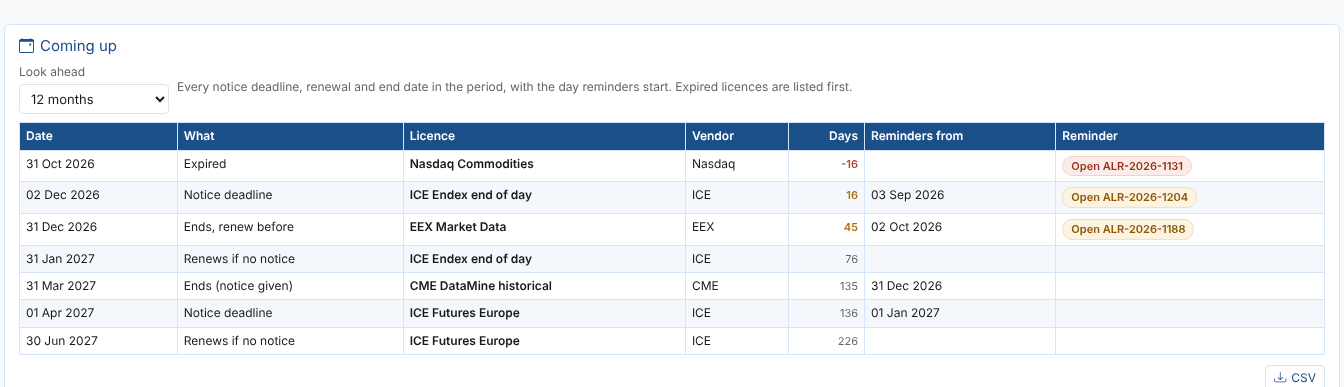 Coming up
Look ahead
12 months
Every notice deadline, renewal and end date in the period, with the day reminders start. Expired licences are listed first.
Date What Licence Vendor Days Reminders from Reminder
31 Oct 2026 Expired Nasdaq Commodities Nasdaq -16 Open ALR-2026-1131
02 Dec 2026 Notice deadline ICE Endex end of day ICE 16 03 Sep 2026 Open ALR-2026-1204
31 Dec 2026 Ends, renew before EEX Market Data EEX 45 02 Oct 2026 Open ALR-2026-1188
31 Jan 2027 Renews if no notice ICE Endex end of day ICE 76
31 Mar 2027 Ends (notice given) CME DataMine historical CME 135 31 Dec 2026
01 Apr 2027 Notice deadline ICE Futures Europe ICE 136 01 Jan 2027
30 Jun 2027 Renews if no notice ICE Futures Europe ICE 226
CSV